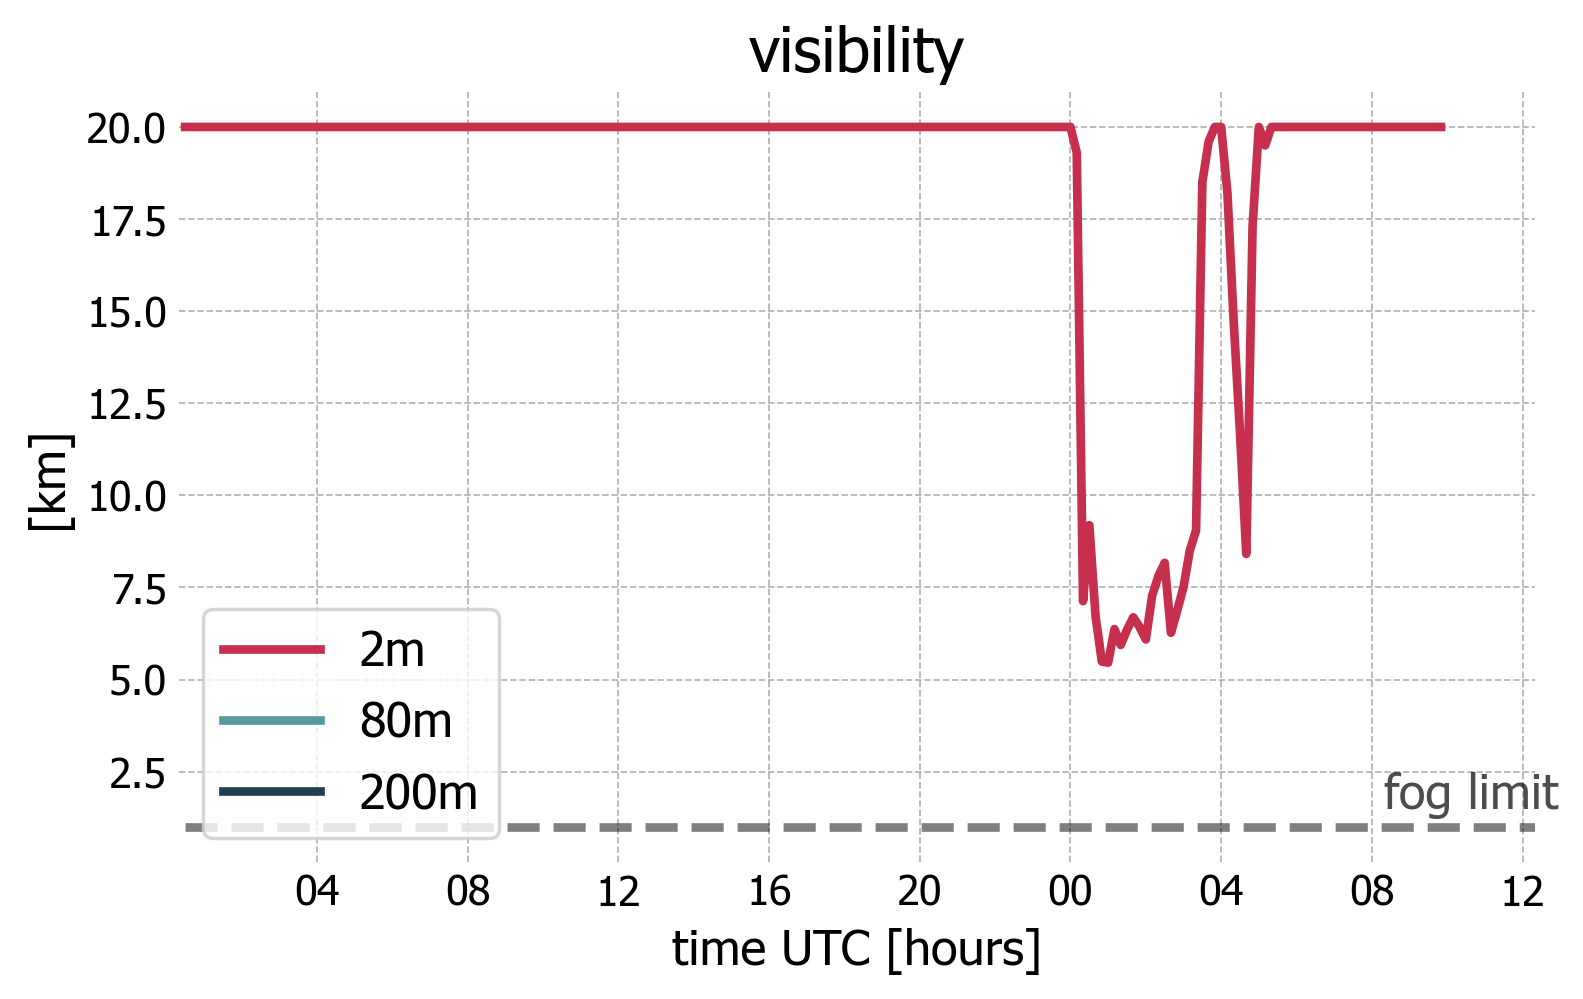 visibility
20.0
17.5
15.0
12.5
10.0
7.5
5.0
2.5
[km]
2m
80m
200m
fog limit
04 08 12 16 20 00 04 08 12
time UTC [hours]